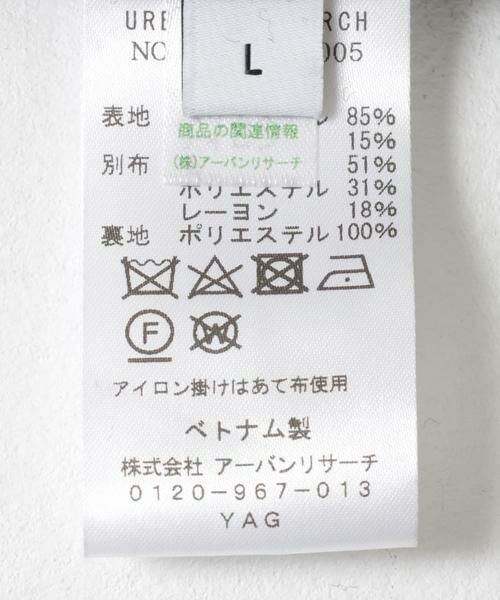 URB RCH
NO 005
L
表地 ン 85%
15%
商品の関連情報
別布 51%
(株)アーバンリサーチ
ポリエステル 31%
レーヨン 18%
裏地 ポリエステル 100%
F W
アイロン掛けはあて布使用
ベトナム製
株式会社 アーバンリサーチ
0120-967-013
YAG